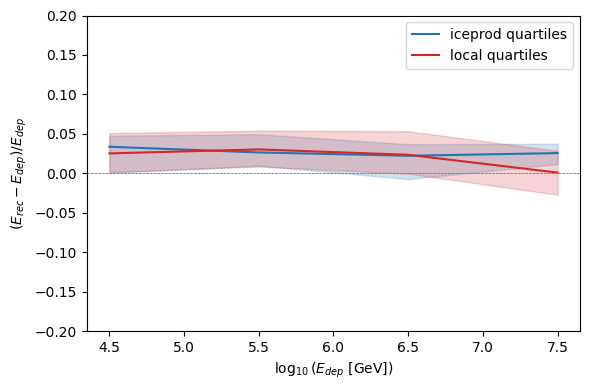 0.20
0.15
0.10
0.05
0.00
−0.05
−0.10
−0.15
−0.20
(E_rec − E_dep)/E_dep
iceprod quartiles
local quartiles
4.5 5.0 5.5 6.0 6.5 7.0 7.5
log₁₀ (E_dep [GeV])